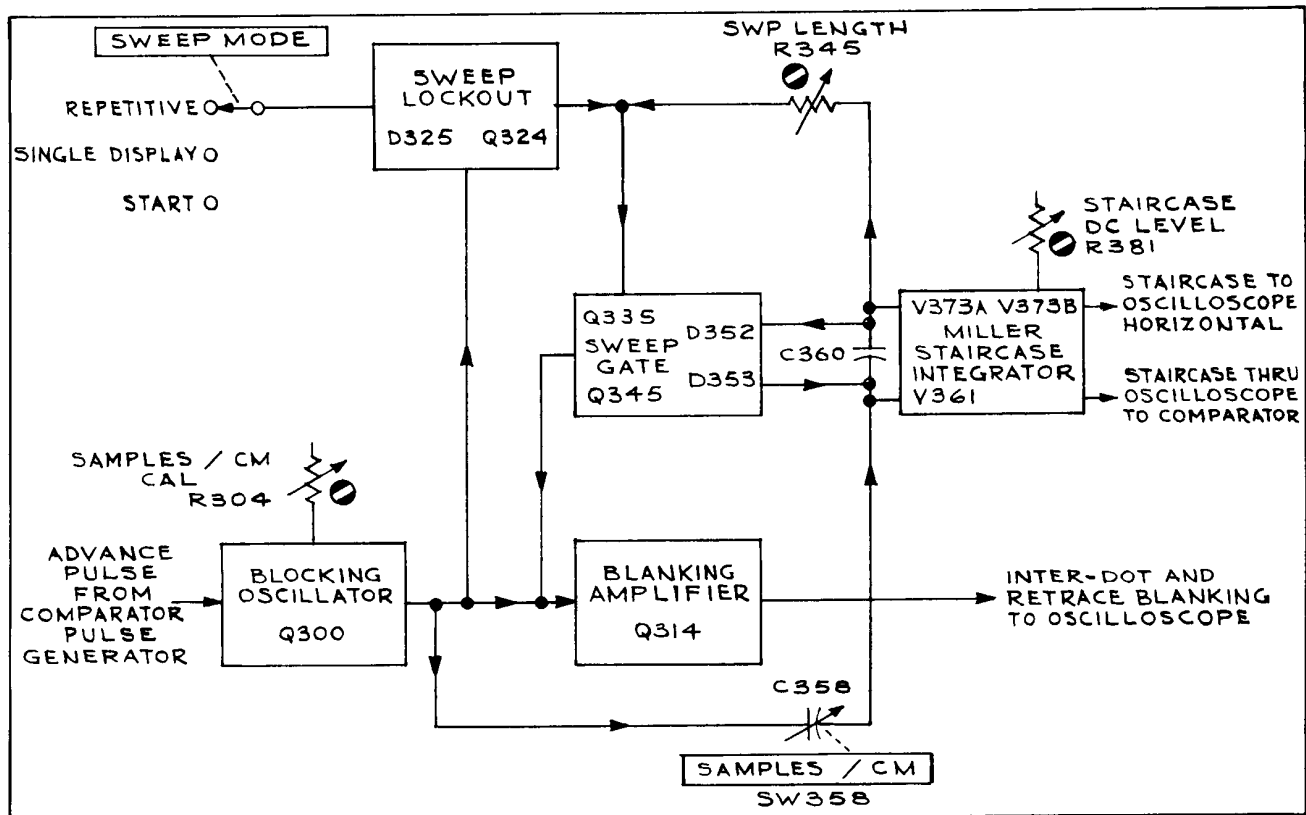 SWEEP MODE
REPETITIVE
SINGLE DISPLAY
START
SWEEP
LOCKOUT
D325 Q324
SWP LENGTH
R345
STAIRCASE
DC LEVEL
R381
Q335
SWEEP
GATE
Q345
D352
D353
C360
V373A V373B
MILLER
STAIRCASE
INTEGRATOR
V361
STAIRCASE TO
OSCILLOSCOPE
HORIZONTAL
STAIRCASE THRU
OSCILLOSCOPE
TO COMPARATOR
SAMPLES / CM
CAL
R304
ADVANCE
PULSE
FROM
COMPARATOR
PULSE
GENERATOR
BLOCKING
OSCILLATOR
Q300
BLANKING
AMPLIFIER
Q314
INTER-DOT AND
RETRACE BLANKING
TO OSCILLOSCOPE
C358
SAMPLES / CM
SW358